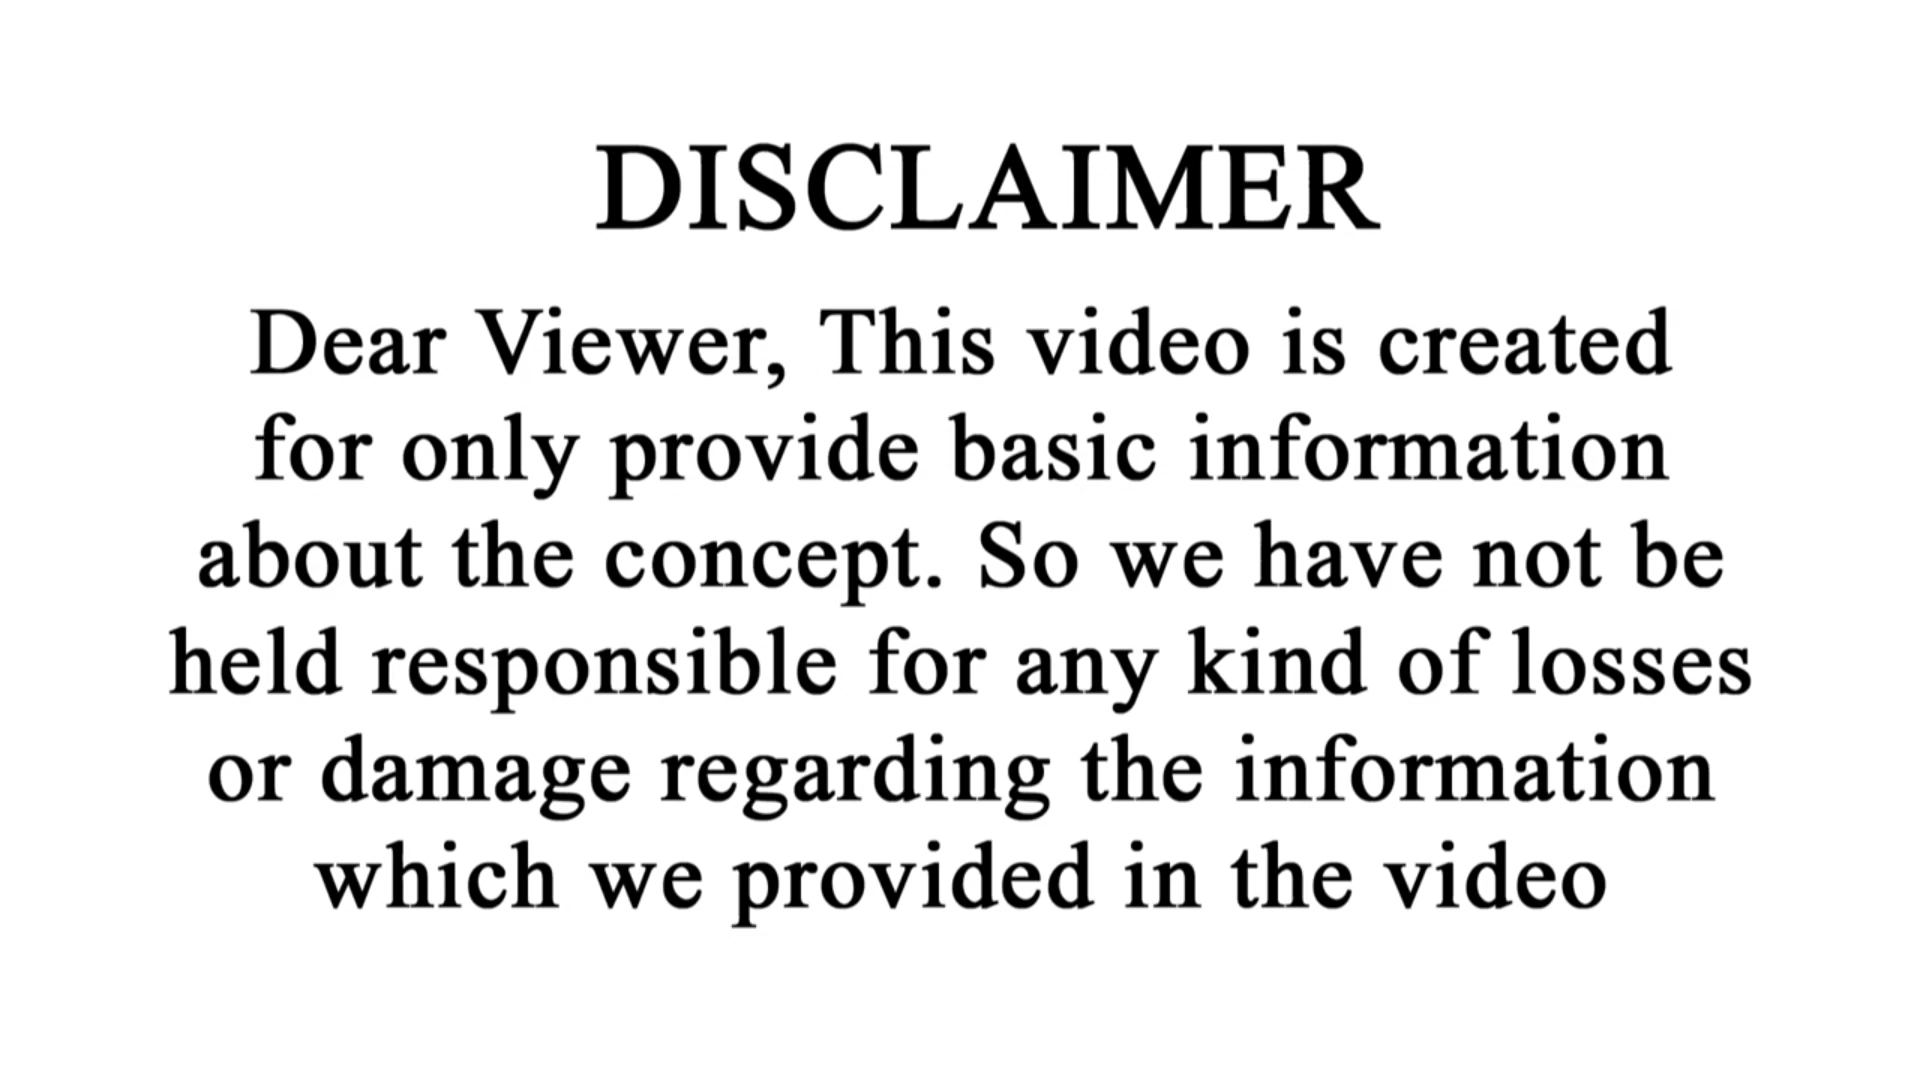 DISCLAIMER
Dear Viewer, This video is created
for only provide basic information
about the concept. So we have not be
held responsible for any kind of losses
or damage regarding the information
which we provided in the video